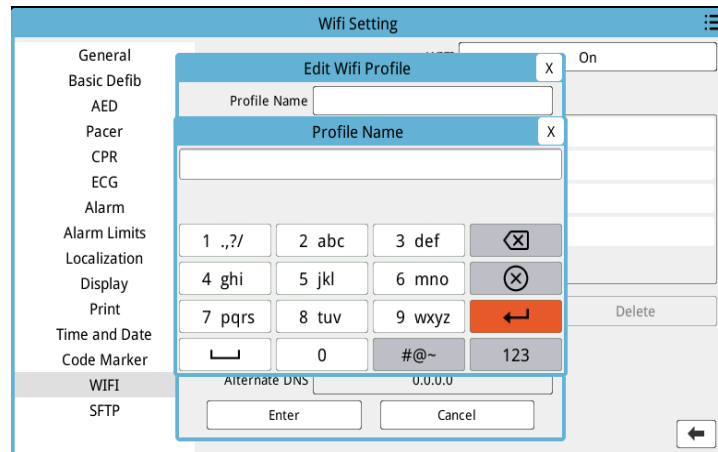 Wifi Setting
General
Basic Defib
AED
Pacer
CPR
ECG
Alarm
Alarm Limits
Localization
Display
Print
Time and Date
Code Marker
WIFI
SFTP
On
Edit Wifi Profile X
Profile Name
Profile Name X
1 .,?/ 2 abc 3 def
4 ghi 5 jkl 6 mno
7 pqrs 8 tuv 9 wxyz
0 #@~ 123
Alternate DNS 0.0.0.0
Enter Cancel
Delete